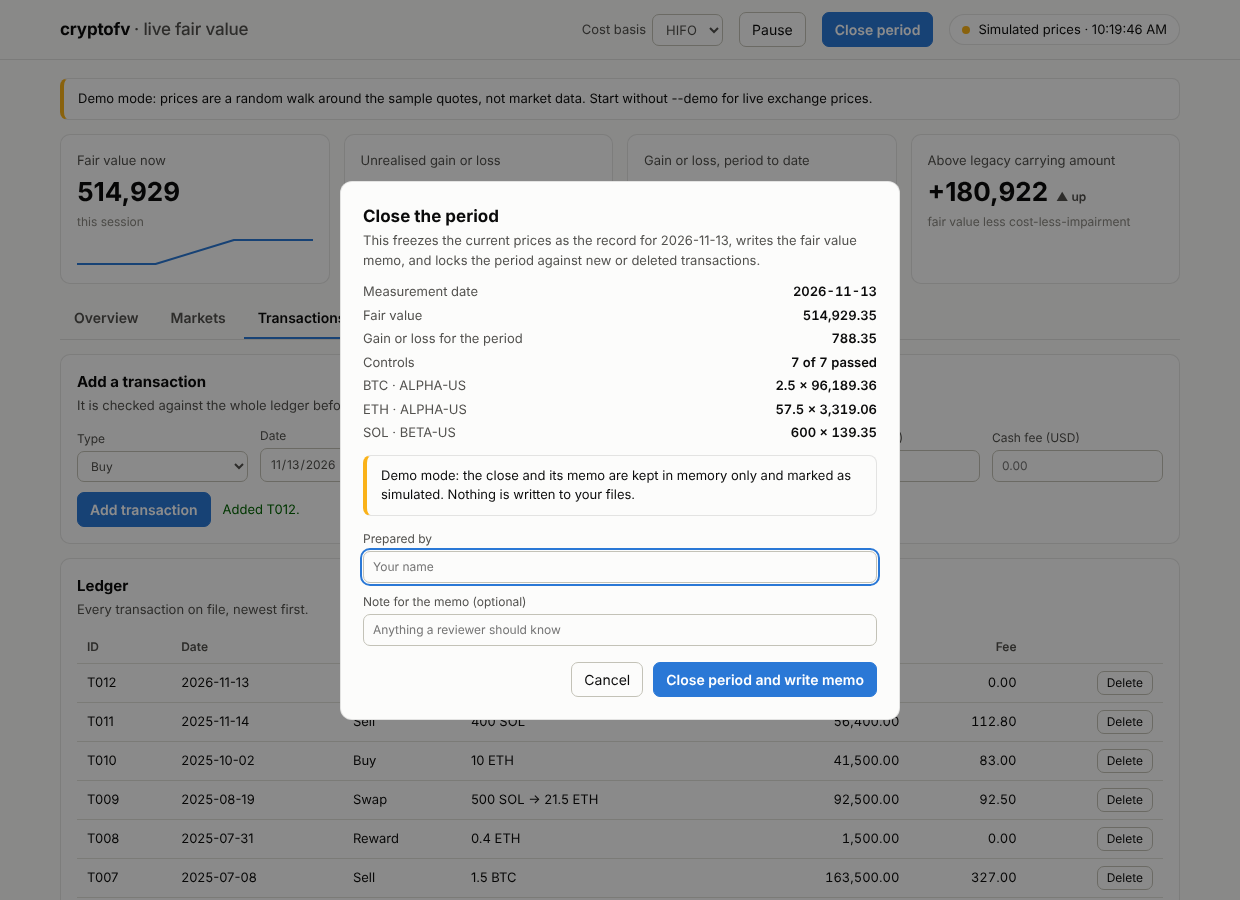 cryptofv · live fair value
Cost basis HIFO Pause Close period Simulated prices · 10:19:46 AM
Demo mode: prices are a random walk around the sample quotes, not market data. Start without --demo for live exchange prices.
Fair value now
514,929
this session
Unrealised gain or loss
Gain or loss, period to date
Above legacy carrying amount
+180,922 ▲ up
fair value less cost-less-impairment
Overview Markets Transactions
Close the period
This freezes the current prices as the record for 2026-11-13, writes the fair value
memo, and locks the period against new or deleted transactions.
Measurement date 2026-11-13
Fair value 514,929.35
Gain or loss for the period 788.35
Controls 7 of 7 passed
BTC · ALPHA-US 2.5 × 96,189.36
ETH · ALPHA-US 57.5 × 3,319.06
SOL · BETA-US 600 × 139.35
Demo mode: the close and its memo are kept in memory only and marked as
simulated. Nothing is written to your files.
Prepared by
Your name
Note for the memo (optional)
Anything a reviewer should know
Cancel Close period and write memo
Add a transaction
It is checked against the whole ledger
Type Date Cash fee (USD)
Buy 11/13/2026 0.00
Add transaction Added T012.
Ledger
Every transaction on file, newest first.
ID Date Fee
T012 2026-11-13 0.00 Delete
T011 2025-11-14 Sell 400 SOL 56,400.00 112.80 Delete
T010 2025-10-02 Buy 10 ETH 41,500.00 83.00 Delete
T009 2025-08-19 Swap 500 SOL → 21.5 ETH 92,500.00 92.50 Delete
T008 2025-07-31 Reward 0.4 ETH 1,500.00 0.00 Delete
T007 2025-07-08 Sell 1.5 BTC 163,500.00 327.00 Delete